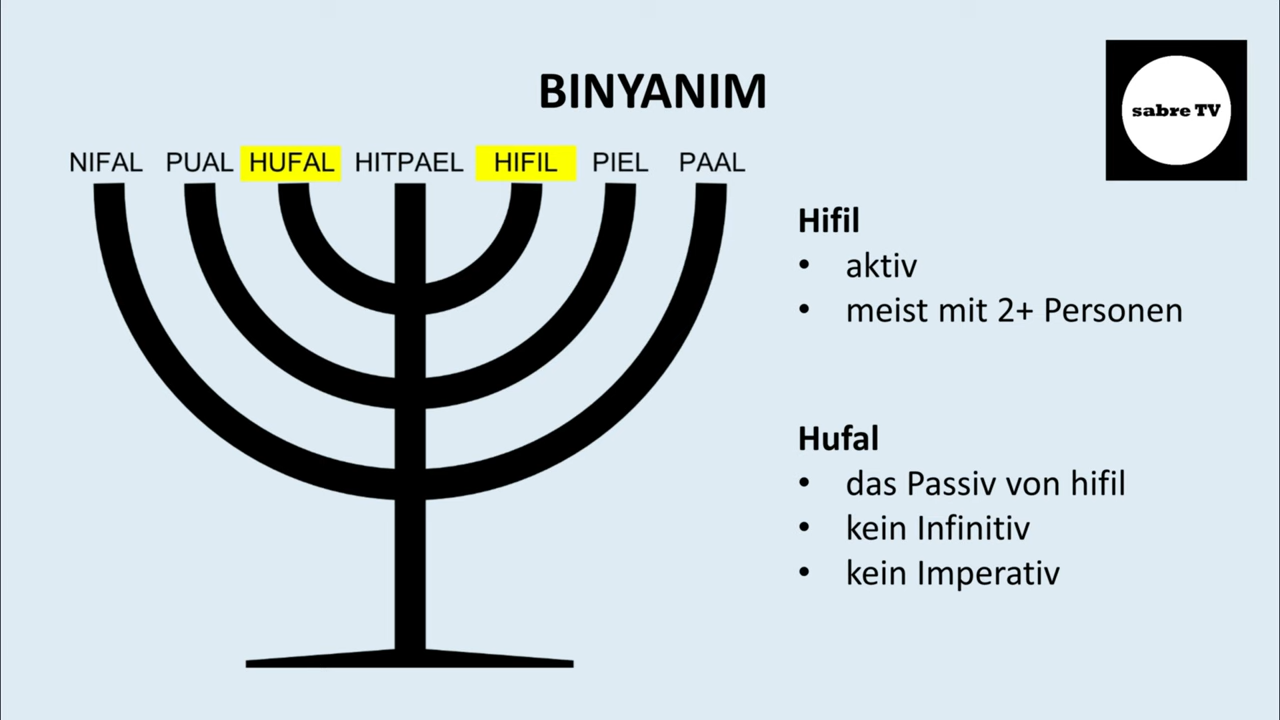 BINYANIM
sabre TV
NIFAL PUAL HUFAL HITPAEL HIFIL PIEL PAAL
Hifil
• aktiv
• meist mit 2+ Personen
Hufal
• das Passiv von hifil
• kein Infinitiv
• kein Imperativ